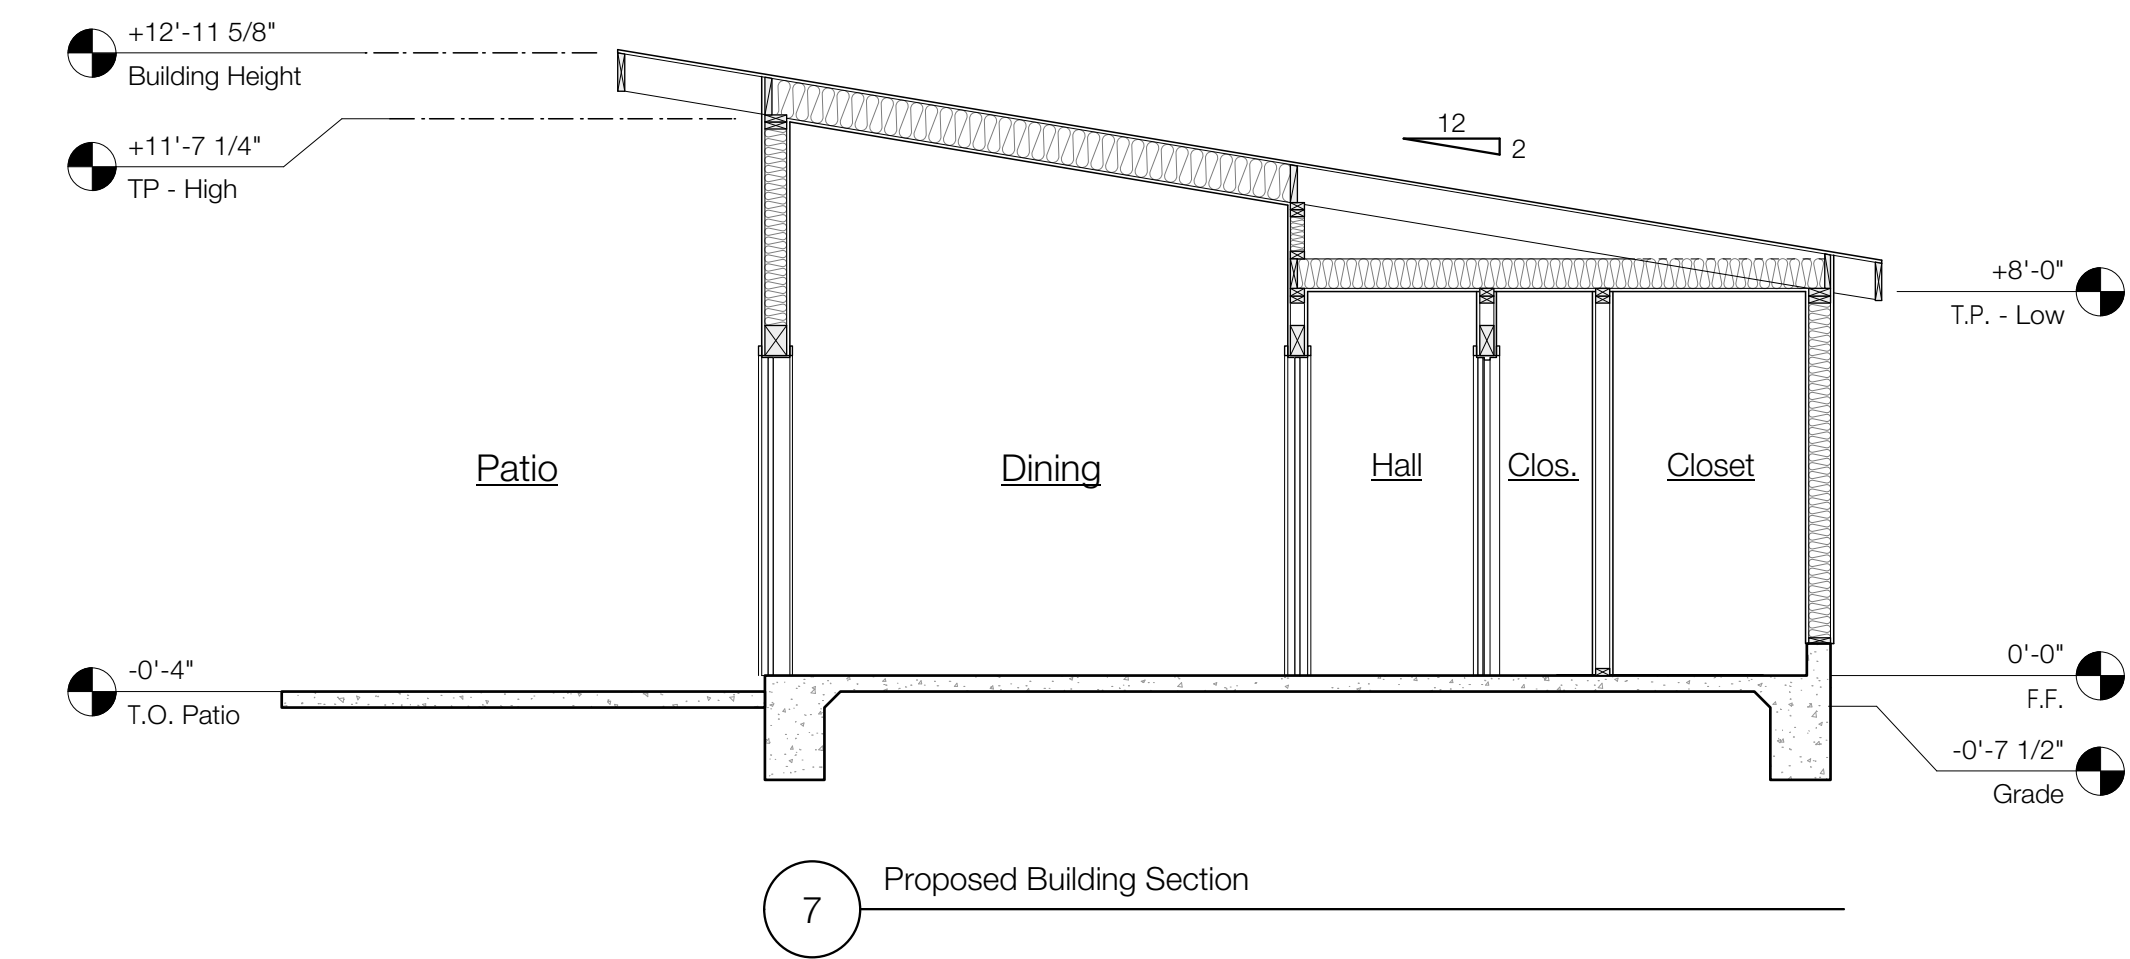 +12'-11 5/8"
Building Height
+11'-7 1/4"
TP - High
12
2
+8'-0"
T.P. - Low
Patio
Dining
Hall
Clos.
Closet
-0'-4"
T.O. Patio
0'-0"
F.F.
-0'-7 1/2"
Grade
7
Proposed Building Section